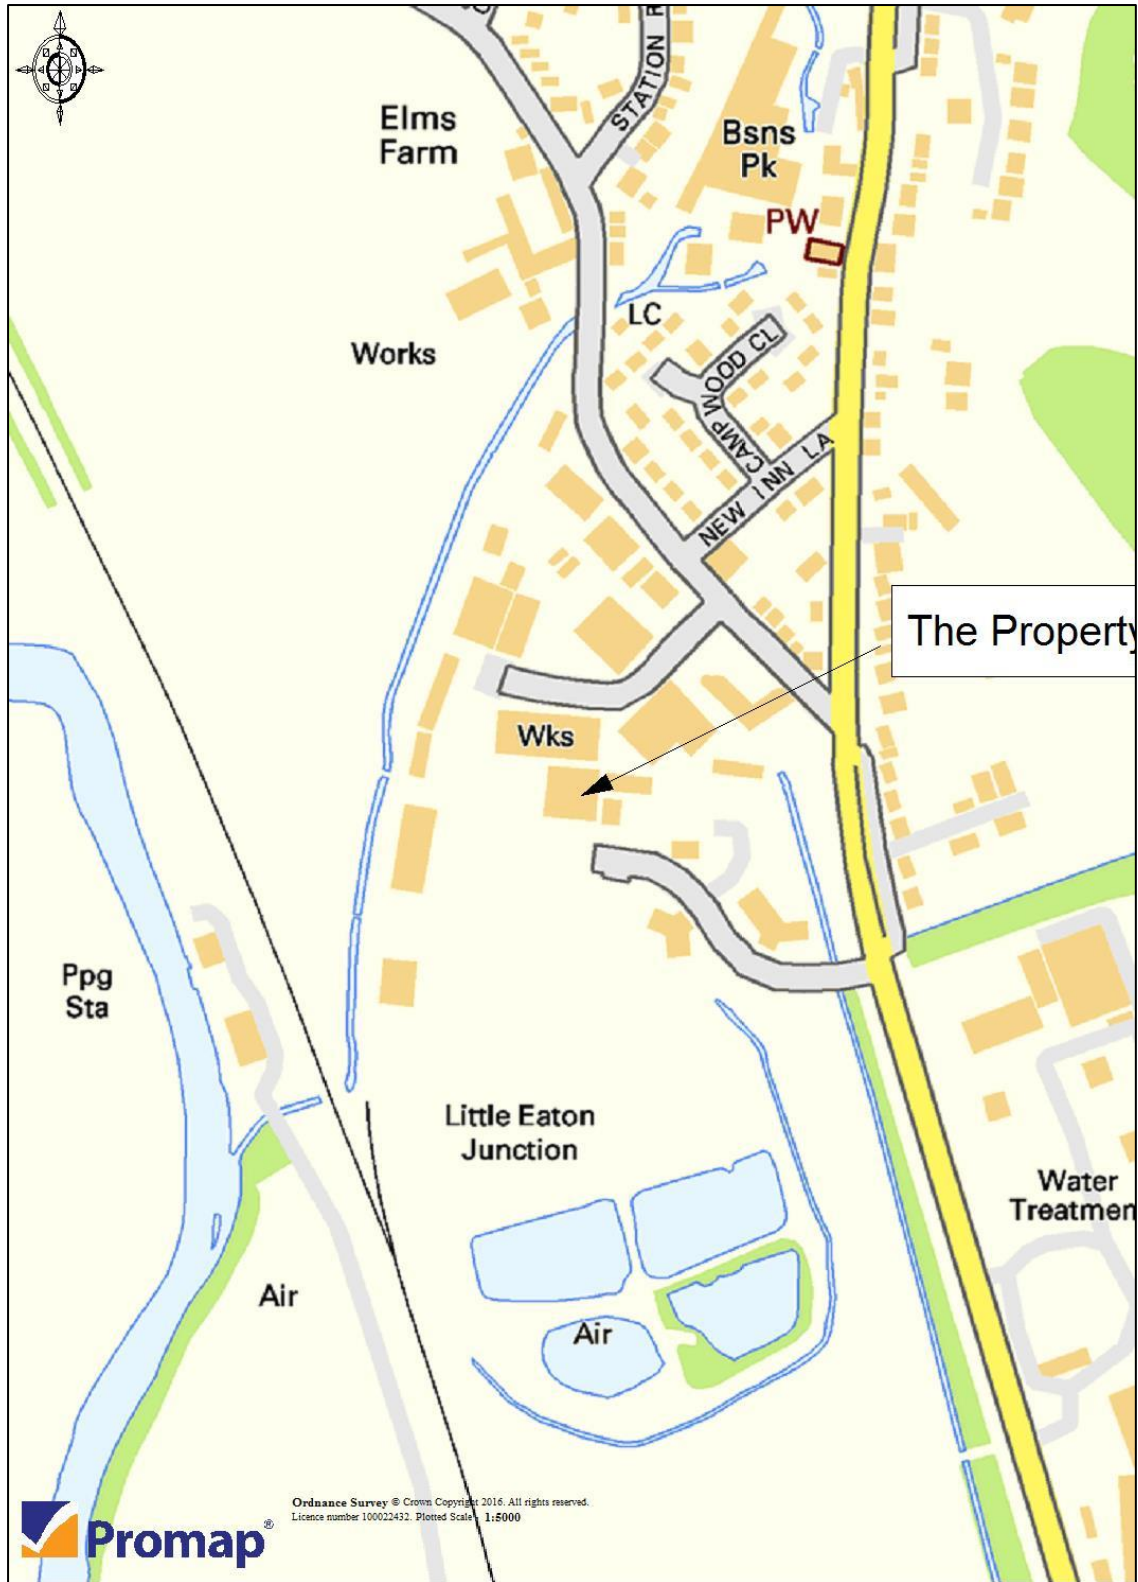 STATION R
Elms
Farm
Bsns
Pk
PW
LC
Works
CAMP WOOD CL
NEW INN LA
The Property
Wks
Ppg
Sta
Little Eaton
Junction
Water
Treatmen
Air
Air
Ordnance Survey © Crown Copyright 2016. All rights reserved.
Licence number 100022432. Plotted Scale - 1:5000
Promap®